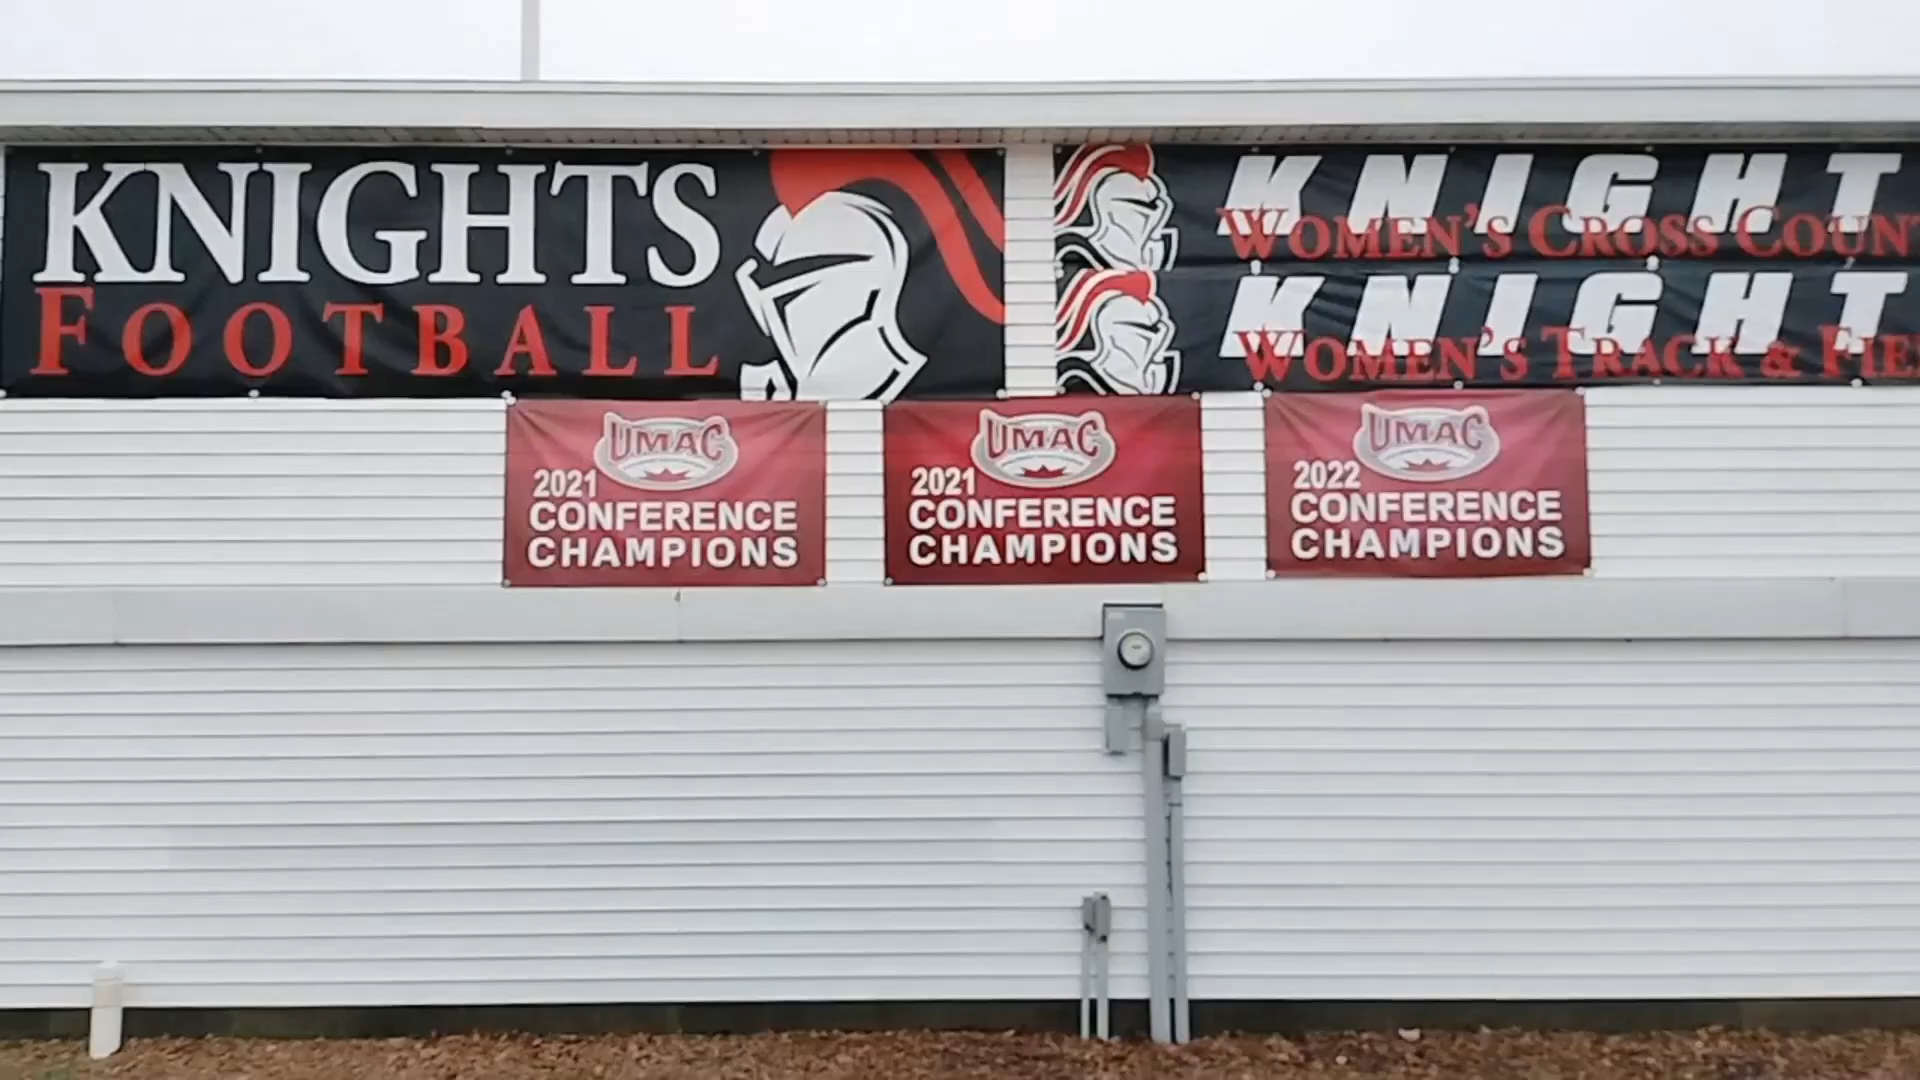 KNIGHTS
FOOTBALL
KNIGHT
WOMEN'S CROSS COUNT
KNIGHT
WOMEN'S TRACK & FIE
UMAC
2021
CONFERENCE
CHAMPIONS
UMAC
2021
CONFERENCE
CHAMPIONS
UMAC
2022
CONFERENCE
CHAMPIONS